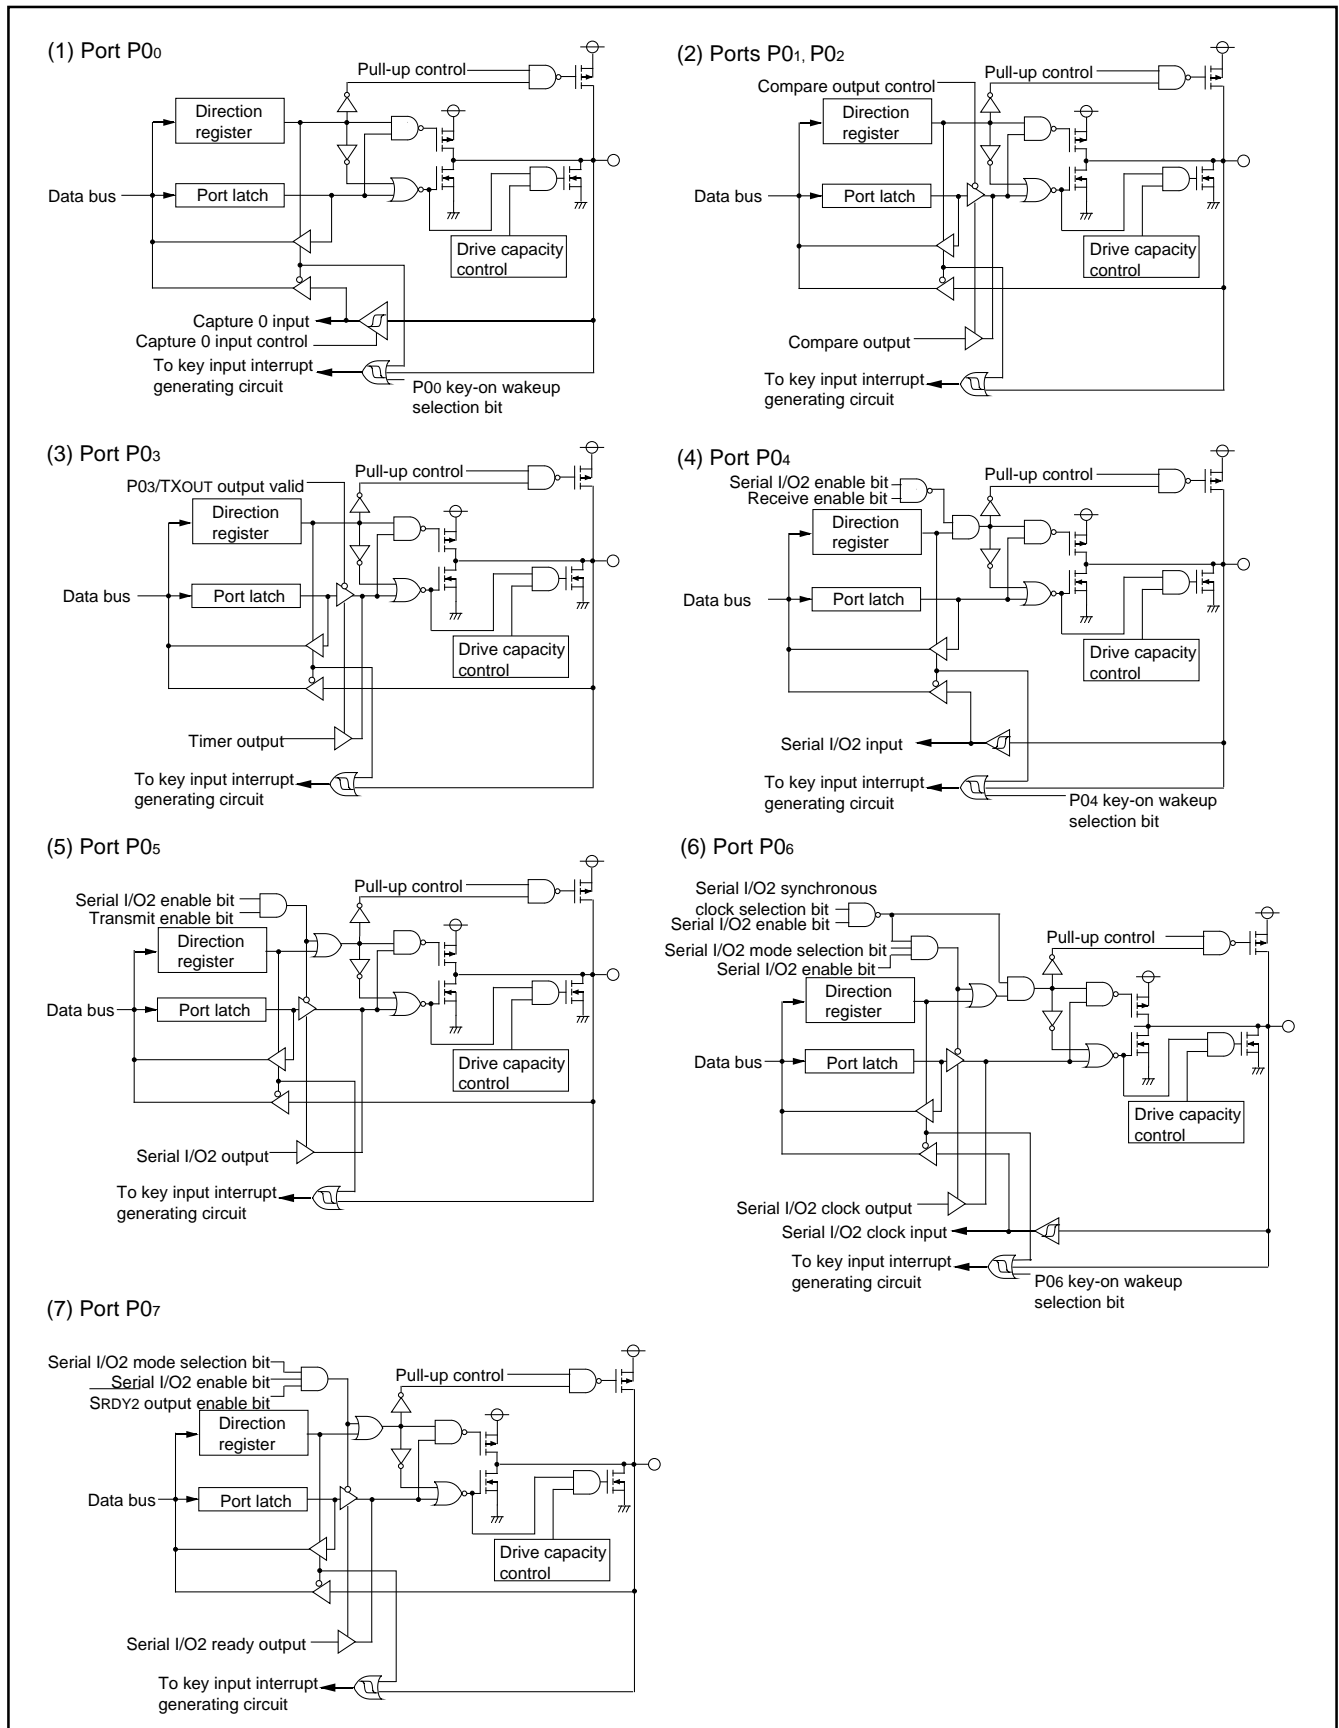 (1) Port P00
Pull-up control
Direction
register
Data bus
Port latch
Drive capacity
control
Capture 0 input
Capture 0 input control
To key input interrupt
generating circuit
P00 key-on wakeup
selection bit
(2) Ports P01, P02
Compare output control
Pull-up control
Direction
register
Data bus
Port latch
Drive capacity
control
Compare output
To key input interrupt
generating circuit
(3) Port P03
Pull-up control
P03/TXOUT output valid
Direction
register
Data bus
Port latch
Drive capacity
control
Timer output
To key input interrupt
generating circuit
(4) Port P04
Serial I/O2 enable bit
Receive enable bit
Pull-up control
Direction
register
Data bus
Port latch
Drive capacity
control
Serial I/O2 input
To key input interrupt
generating circuit
P04 key-on wakeup
selection bit
(5) Port P05
Pull-up control
Serial I/O2 enable bit
Transmit enable bit
Direction
register
Data bus
Port latch
Drive capacity
control
Serial I/O2 output
To key input interrupt
generating circuit
(6) Port P06
Serial I/O2 synchronous
clock selection bit
Serial I/O2 enable bit
Serial I/O2 mode selection bit
Serial I/O2 enable bit
Pull-up control
Direction
register
Data bus
Port latch
Drive capacity
control
Serial I/O2 clock output
Serial I/O2 clock input
To key input interrupt
generating circuit
P06 key-on wakeup
selection bit
(7) Port P07
Serial I/O2 mode selection bit
Serial I/O2 enable bit
SRDY2 output enable bit
Pull-up control
Direction
register
Data bus
Port latch
Drive capacity
control
Serial I/O2 ready output
To key input interrupt
generating circuit